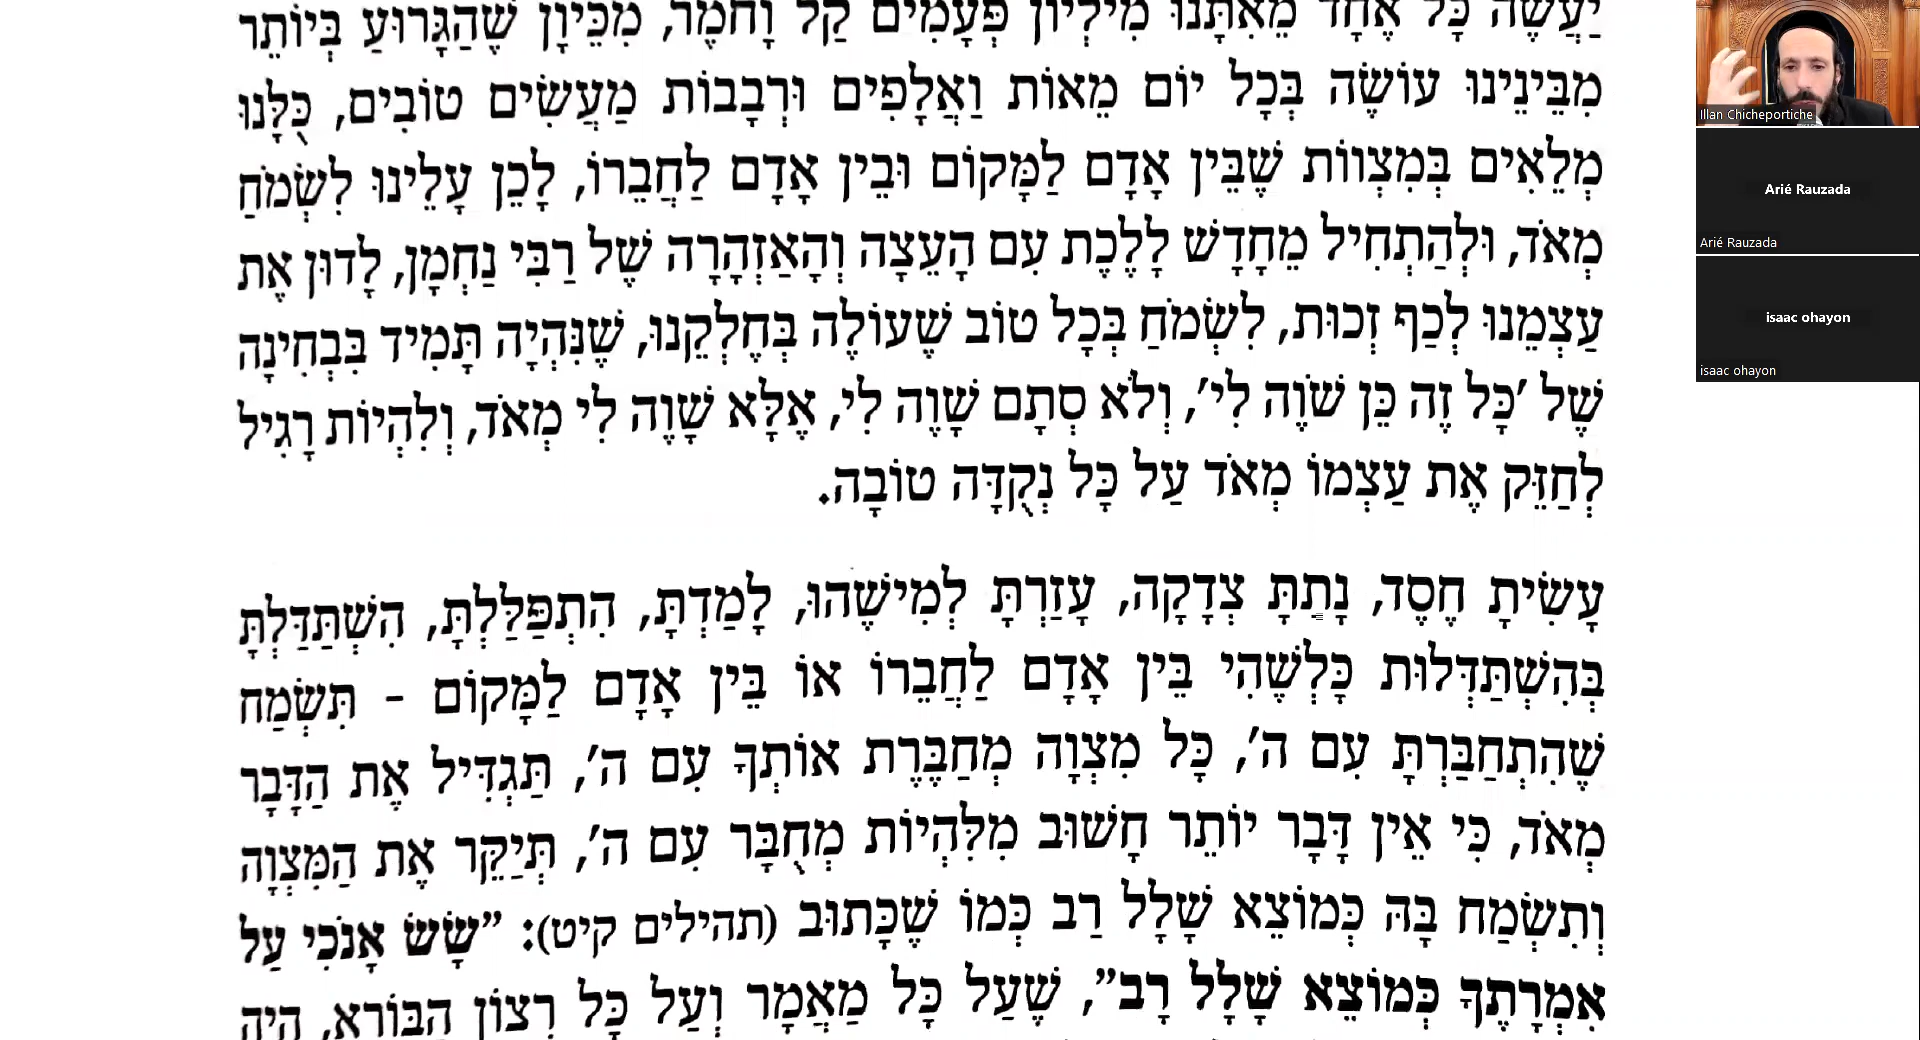 יַעֲשֶׂה כָּל אֶחָד מֵאִתָּנוּ מִילְיוֹן פְּעָמִים קַל וָחֹמֶר, מִכֵּיוָן שֶׁהַגָּרוּעַ בְּיוֹתֵר
מִבֵּינֵינוּ עוֹשֶׂה בְּכָל יוֹם מֵאוֹת וַאֲלָפִים וּרְבָבוֹת מַעֲשִׂים טוֹבִים, כֻּלָּנוּ
מְלֵאִים בְּמִצְווֹת שֶׁבֵּין אָדָם לַמָּקוֹם וּבֵין אָדָם לַחֲבֵרוֹ, לָכֵן עָלֵינוּ לִשְׂמֹחַ
מְאֹד, וּלְהַתְחִיל מֵחָדָשׁ לָלֶכֶת עִם הָעֵצָה וְהָאַזְהָרָה שֶׁל רַבִּי נַחְמָן, לָדוּן אֶת
עַצְמֵנוּ לְכַף זְכוּת, לִשְׂמֹחַ בְּכָל טוֹב שֶׁעוֹלֶה בְּחֶלְקֵנוּ, שֶׁנִּהְיֶה תָּמִיד בִּבְחִינָה
שֶׁל 'כָּל זֶה כֵּן שֹׁוֶה לִי', וְלֹא סְתָם שָׁוֶה לִי, אֶלָּא שָׁוֶה לִי מְאֹד, וְלִהְיוֹת רָגִיל
לְחַזֵּק אֶת עַצְמוֹ מְאֹד עַל כָּל נְקֻדָּה טוֹבָה.
עָשִׂיתָ חֶסֶד, נָתַתָּ צְדָקָה, עָזַרְתָּ לְמִישֶׁהוּ, לָמַדְתָּ, הִתְפַּלַּלְתָּ, הִשְׁתַּדַּלְתָּ
בְּהִשְׁתַּדְּלוּת כָּלְשֶׁהִי בֵּין אָדָם לַחֲבֵרוֹ אוֹ בֵּין אָדָם לַמָּקוֹם – תִּשְׂמַח
שֶׁהִתְחַבַּרְתָּ עִם ה', כָּל מִצְוָה מְחַבֶּרֶת אוֹתְךָ עִם ה', תַּגְדִּיל אֶת הַדָּבָר
מְאֹד, כִּי אֵין דָּבָר יוֹתֵר חָשׁוּב מִלִּהְיוֹת מְחֻבָּר עִם ה', תְּיַקֵּר אֶת הַמִּצְוָה
וְתִשְׂמַח בָּהּ כְּמוֹצֵא שָׁלָל רַב כְּמוֹ שֶׁכָּתוּב (תהילים קיט): "שָׂשׂ אָנֹכִי עַל
אִמְרָתֶךָ כְּמוֹצֵא שָׁלָל רָב", שֶׁעַל כָּל מַאֲמָר וְעַל כָּל רְצוֹן הַבּוֹרֵא, הָיָה
Illan Chicheportiche
Arié Rauzada
Arié Rauzada
isaac ohayon
isaac ohayon